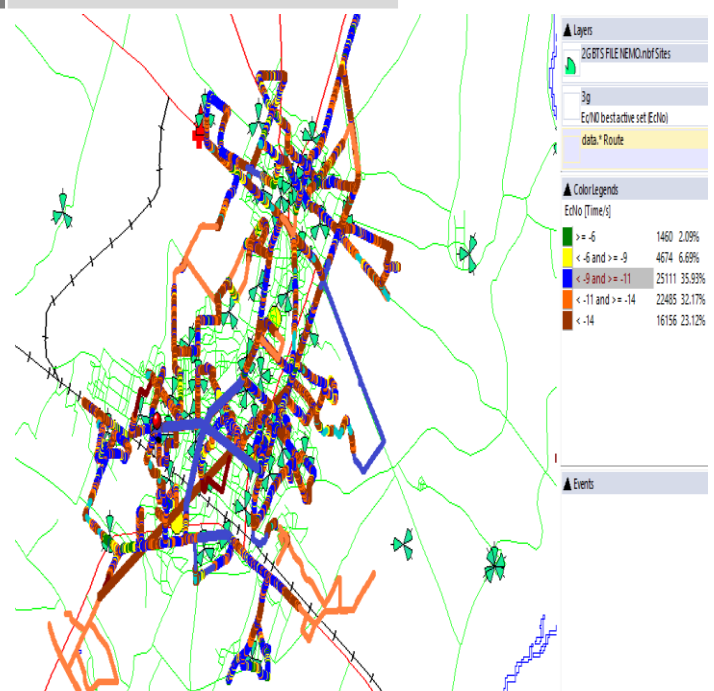 Layers
2GBTS FILE NEMO.nbf Sites
3g
Ec/N0 bestactive set (EcNo)
data.* Route
Color Legends
EcNo [Time/s]
>= -6 1460 2.09%
< -6 and >= -9 4674 6.69%
< -9 and >= -11 25111 35.93%
< -11 and >= -14 22485 32.17%
< -14 16156 23.12%
Events